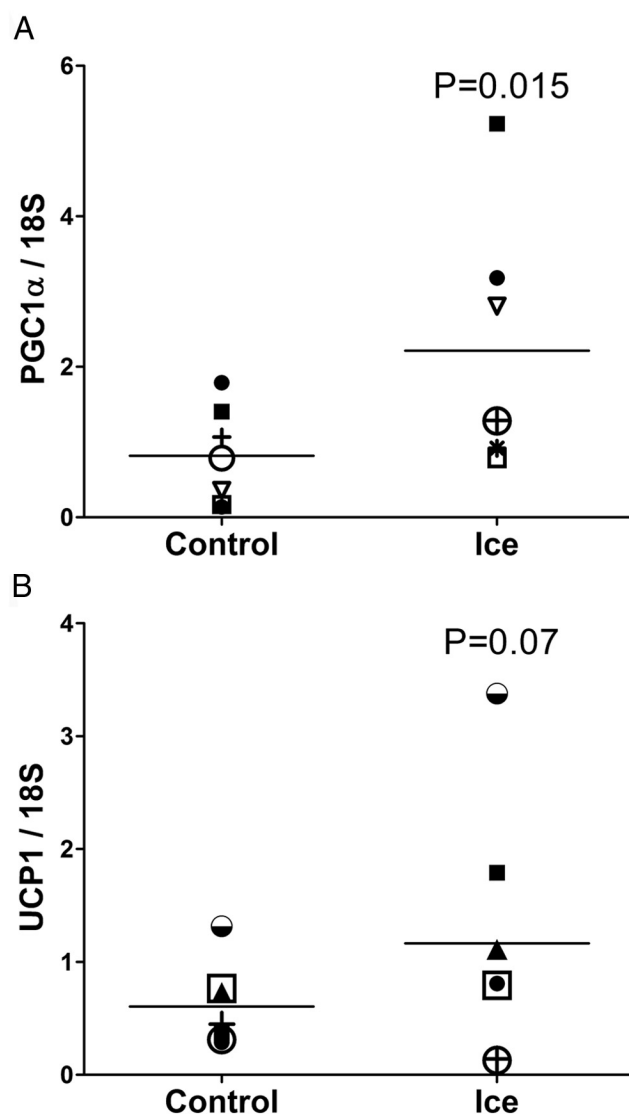 A
6
P=0.015
4
PGC1α / 18S
2
0
Control Ice
B
4
P=0.07
3
UCP1 / 18S
2
1
0
Control Ice